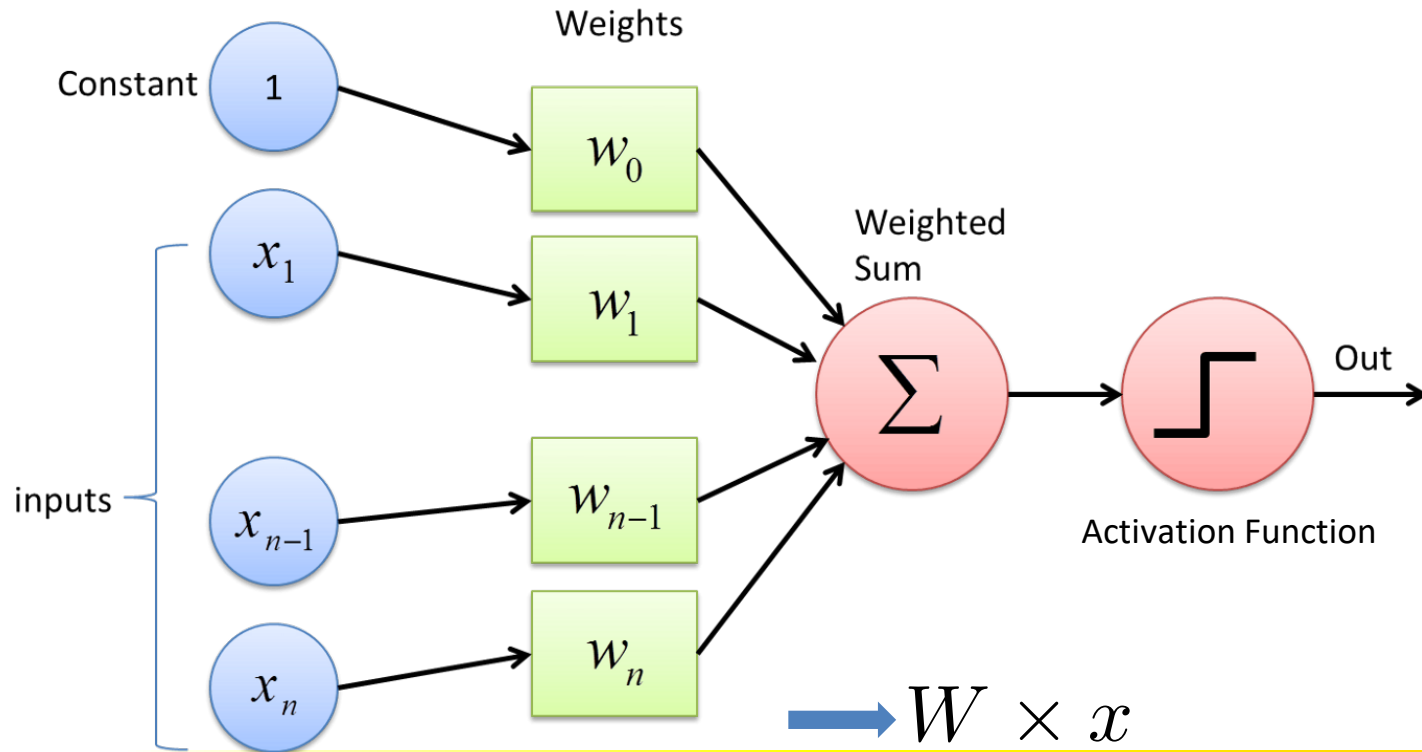 Weights
Constant
1
w₀
x₁
w₁
Weighted
Sum
∑
Out
inputs
xₙ₋₁
wₙ₋₁
Activation Function
xₙ
wₙ
W × x